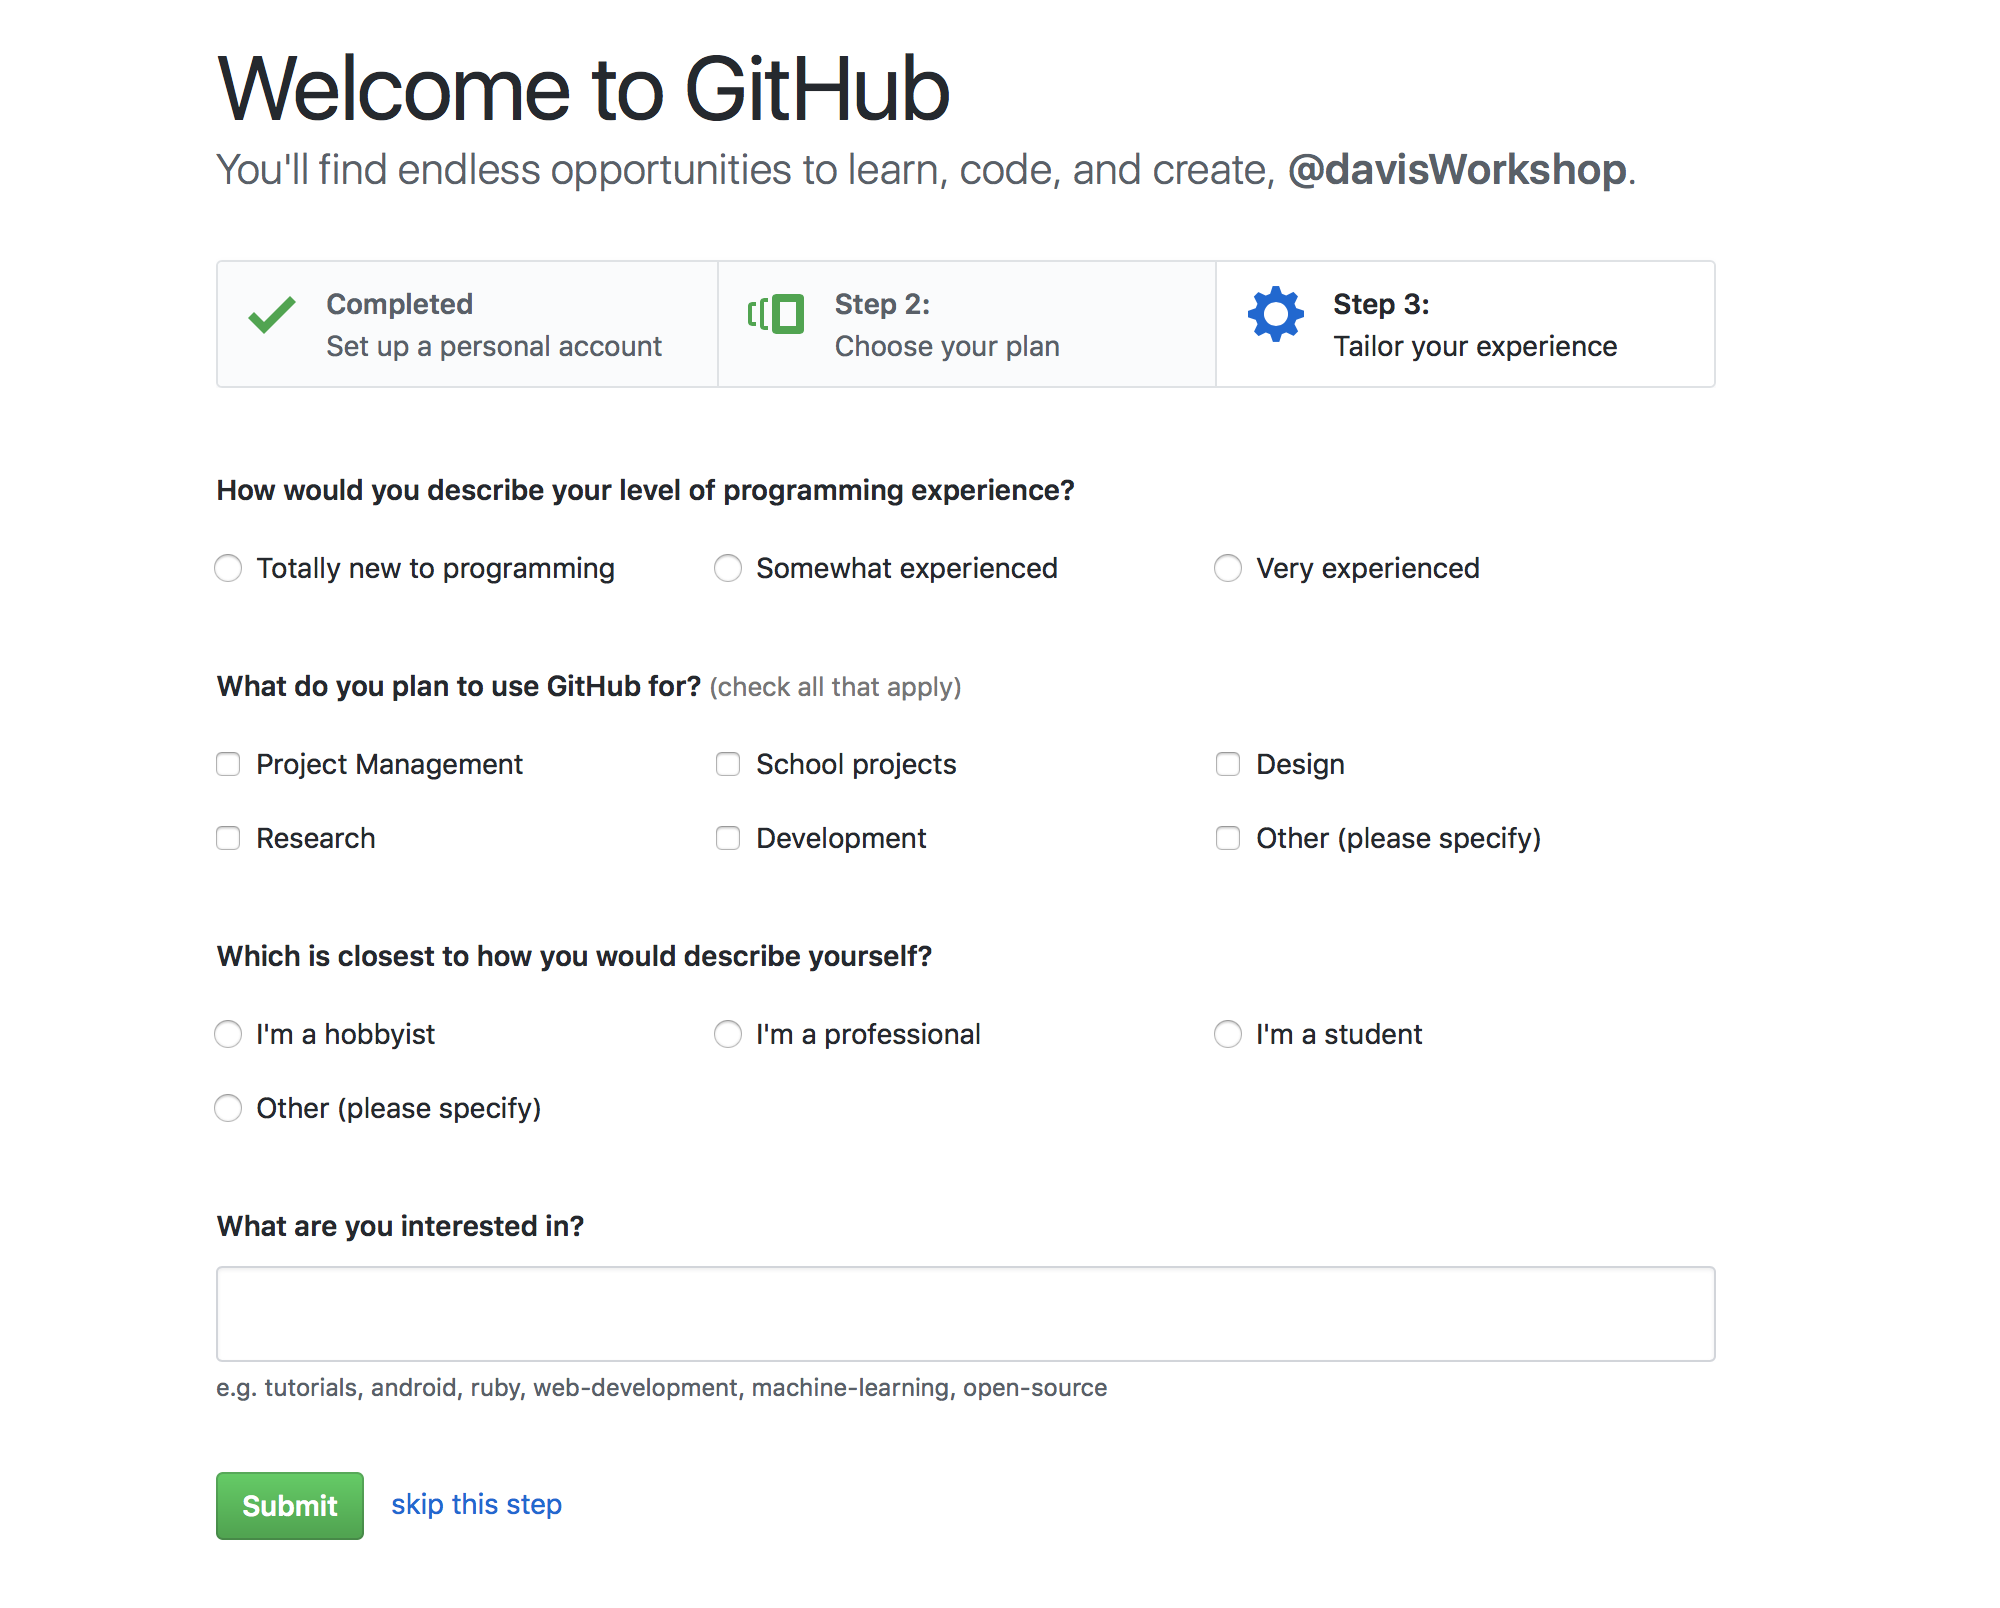 Welcome to GitHub
You'll find endless opportunities to learn, code, and create, @davisWorkshop.
Completed
Set up a personal account
Step 2:
Choose your plan
Step 3:
Tailor your experience
How would you describe your level of programming experience?
Totally new to programming
Somewhat experienced
Very experienced
What do you plan to use GitHub for? (check all that apply)
Project Management
School projects
Design
Research
Development
Other (please specify)
Which is closest to how you would describe yourself?
I'm a hobbyist
I'm a professional
I'm a student
Other (please specify)
What are you interested in?
e.g. tutorials, android, ruby, web-development, machine-learning, open-source
Submit
skip this step